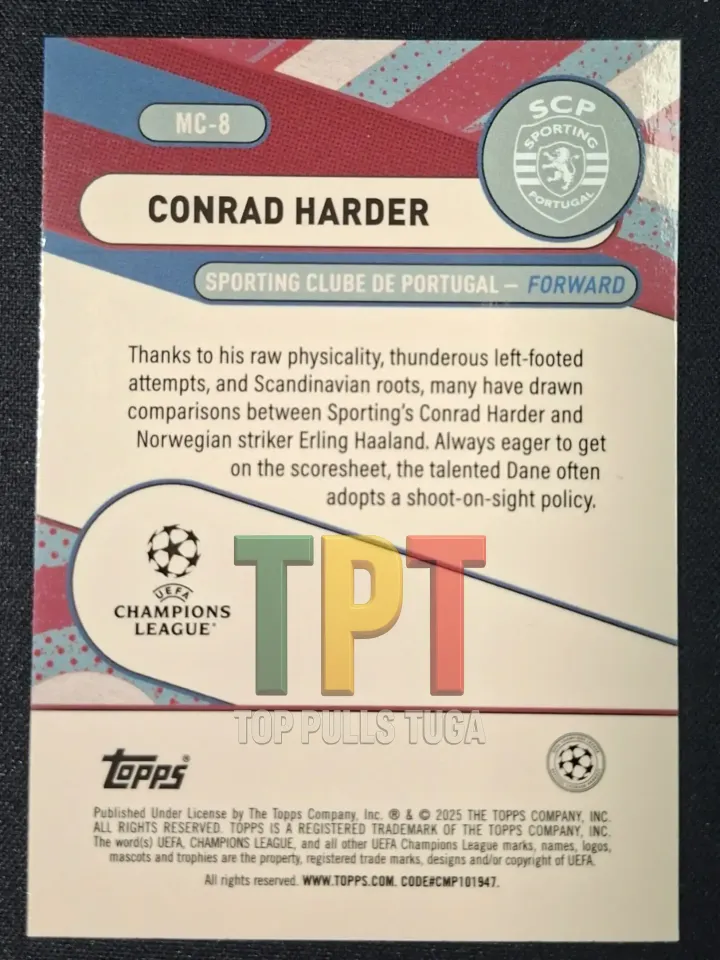 MC-8
SCP
SPORTING
PORTUGAL
CONRAD HARDER
SPORTING CLUBE DE PORTUGAL – FORWARD
Thanks to his raw physicality, thunderous left-footed
attempts, and Scandinavian roots, many have drawn
comparisons between Sporting's Conrad Harder and
Norwegian striker Erling Haaland. Always eager to get
on the scoresheet, the talented Dane often
adopts a shoot-on-sight policy.
UEFA
CHAMPIONS
LEAGUE®
TPT
TOP PULLS TUGA
topps®
Published Under License by The Topps Company, Inc. ® & © 2025 THE TOPPS COMPANY, INC.
ALL RIGHTS RESERVED. TOPPS IS A REGISTERED TRADEMARK OF THE TOPPS COMPANY, INC.
The word(s) UEFA, CHAMPIONS LEAGUE, and all other UEFA Champions League marks, names, logos,
mascots and trophies are the property, registered trade marks, designs and/or copyright of UEFA.
All rights reserved. WWW.TOPPS.COM. CODE#CMP101947.